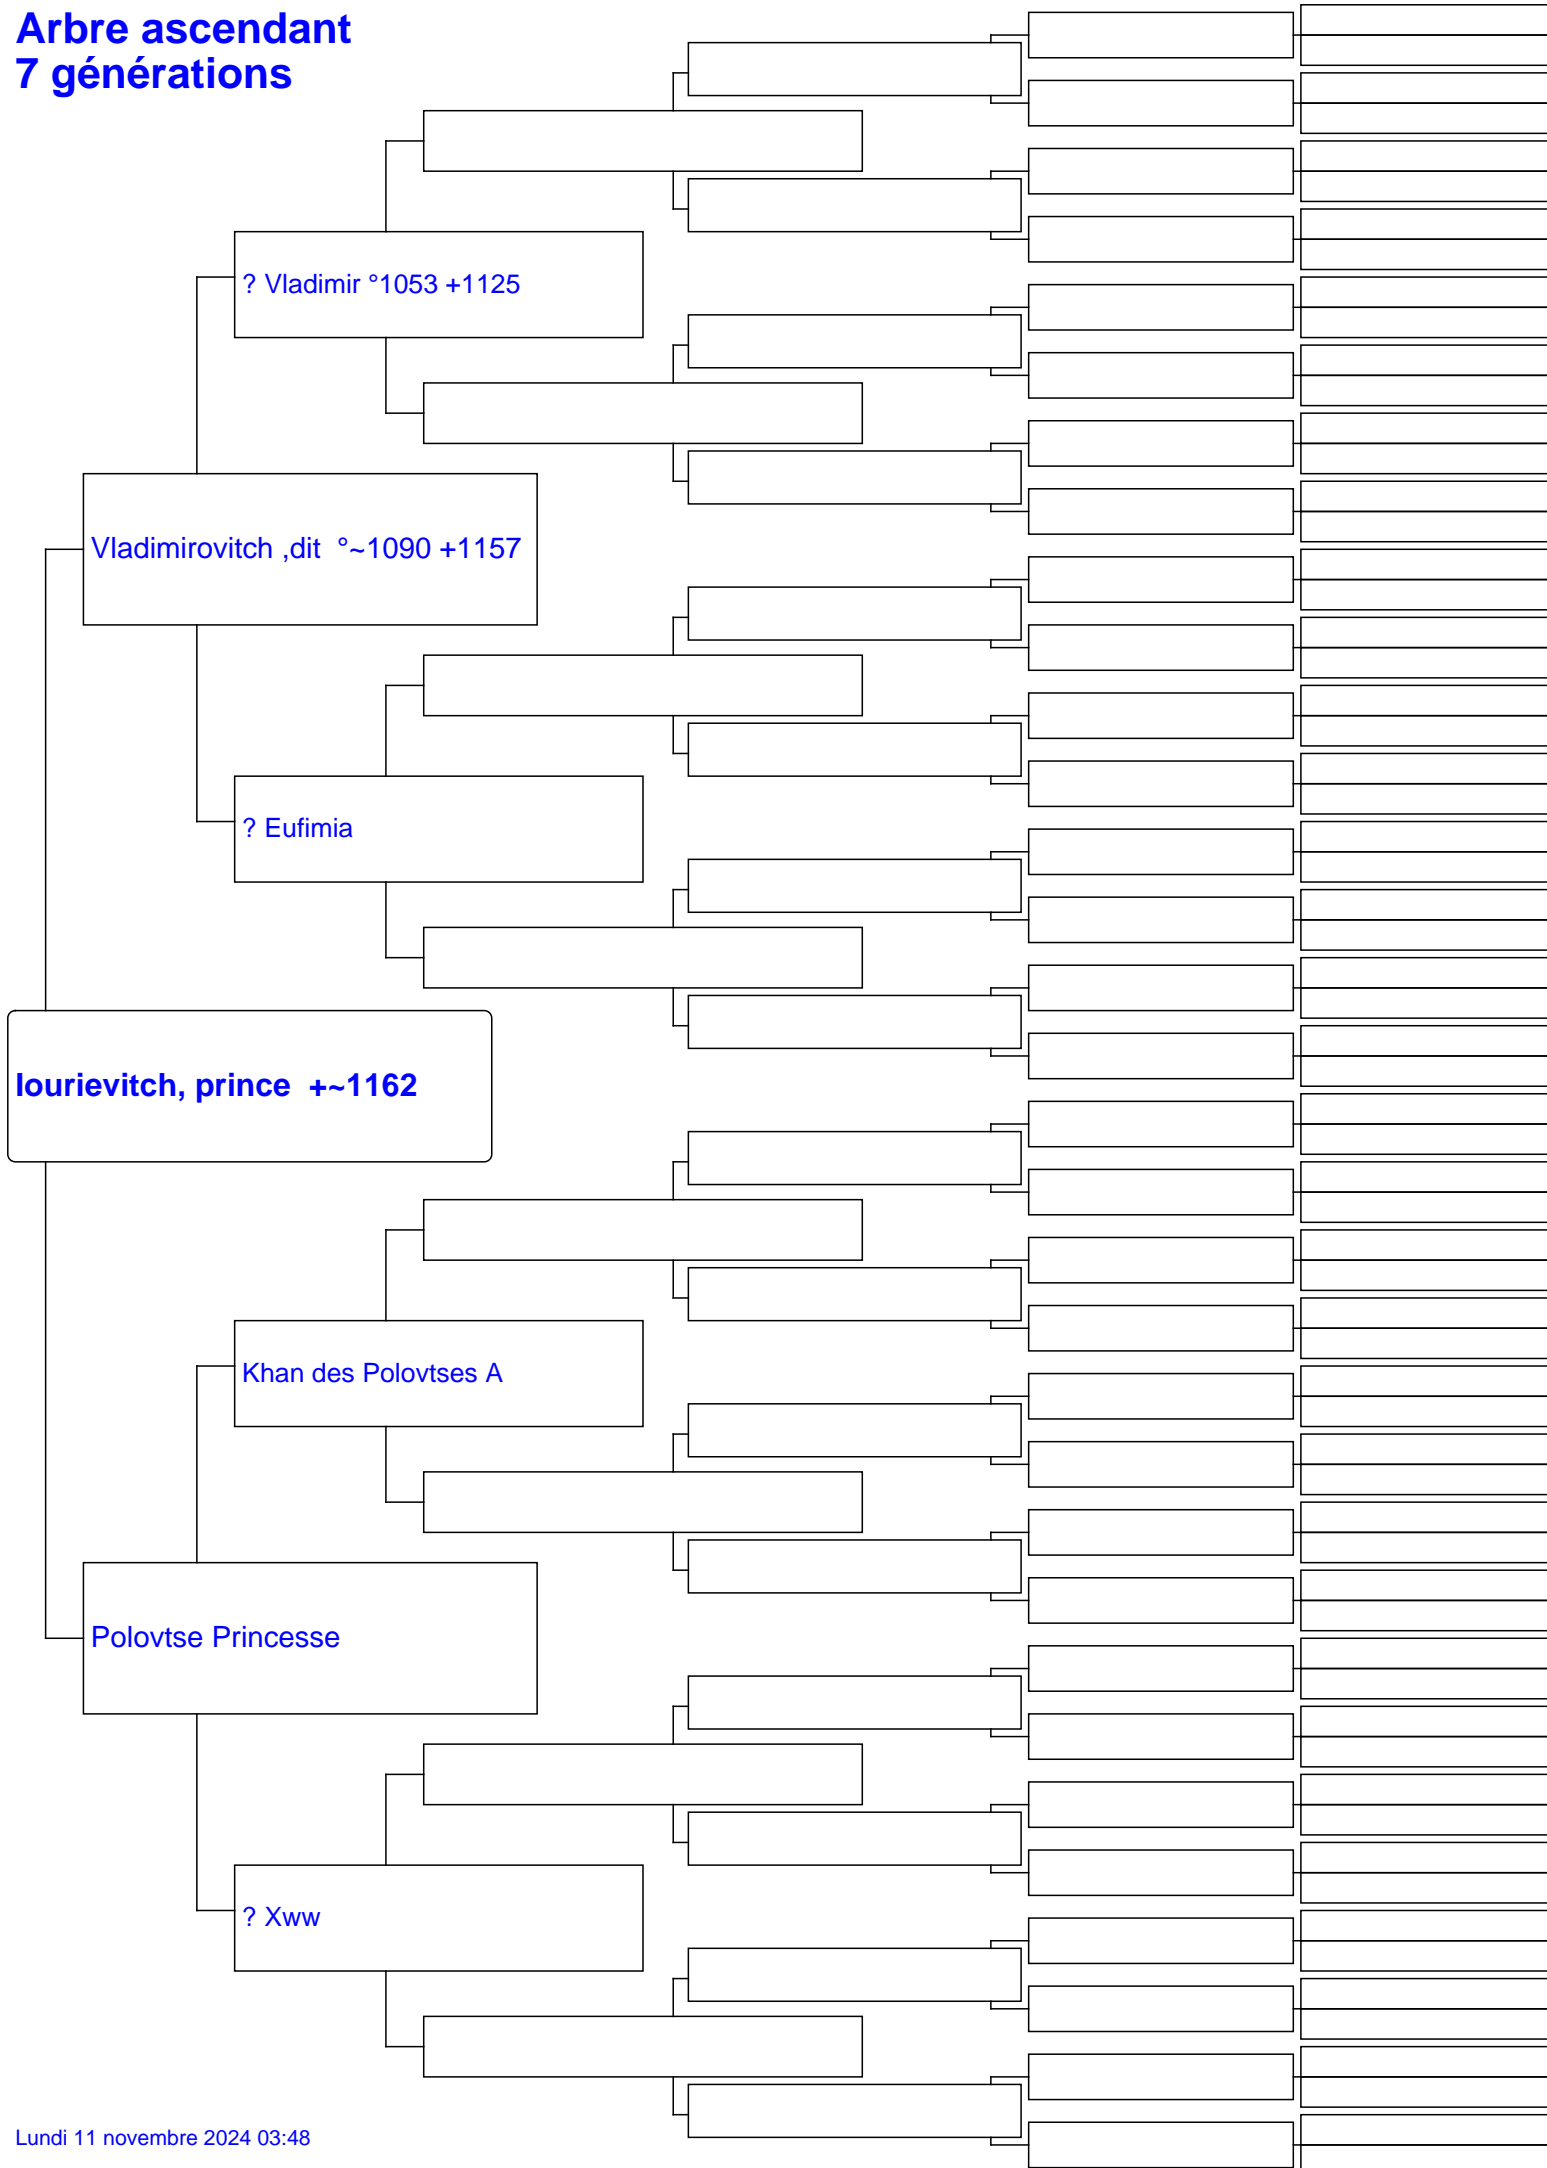 Arbre ascendant
7 générations
? Vladimir °1053 +1125
Vladimirovitch ,dit  °~1090 +1157
? Eufimia
Iourievitch, prince  +~1162
Khan des Polovtses A
Polovtse Princesse
? Xww
Lundi 11 novembre 2024 03:48